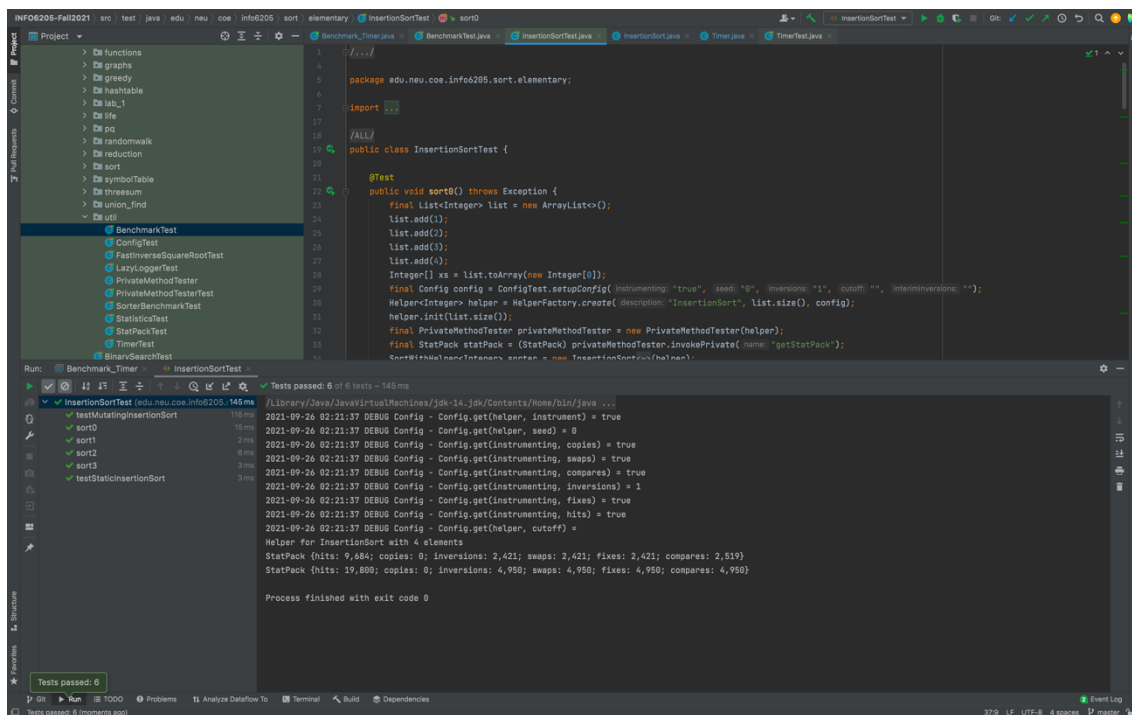 INFO6205-Fall2021 › src › test › java › edu › neu › coe › info6205 › sort › elementary › InsertionSortTest › sort0
InsertionSortTest
Git:
Project
Benchmark_Timer.java
BenchmarkTest.java
InsertionSortTest.java
InsertionSort.java
Timer.java
TimerTest.java
functions
graphs
greedy
hashtable
lab_1
life
pq
randomwalk
reduction
sort
symbolTable
threesum
union_find
util
BenchmarkTest
ConfigTest
FastInverseSquareRootTest
LazyLoggerTest
PrivateMethodTester
PrivateMethodTesterTest
SorterBenchmarkTest
StatisticsTest
StatPackTest
TimerTest
BinarySearchTest
Project
Commit
Pull Requests
1 /.../
4
5 package edu.neu.coe.info6205.sort.elementary;
6
7 import ...
17
18 /ALL/
19 public class InsertionSortTest {
20
21 @Test
22 public void sort0() throws Exception {
23 final List<Integer> list = new ArrayList<>();
24 list.add(1);
25 list.add(2);
26 list.add(3);
27 list.add(4);
28 Integer[] xs = list.toArray(new Integer[0]);
29 final Config config = ConfigTest.setupConfig( instrumenting: "true", seed: "0", inversions: "1", cutoff: "", interimInversions: "");
30 Helper<Integer> helper = HelperFactory.create( description: "InsertionSort", list.size(), config);
31 helper.init(list.size());
32 final PrivateMethodTester privateMethodTester = new PrivateMethodTester(helper);
33 final StatPack statPack = (StatPack) privateMethodTester.invokePrivate( name: "getStatPack");
34 SortWithHelper<Integer> sorter = new InsertionSort<>(helper);
1
Run:
Benchmark_Timer
InsertionSortTest
Tests passed: 6 of 6 tests – 145 ms
InsertionSortTest (edu.neu.coe.info6205. 145 ms
testMutatingInsertionSort 116 ms
sort0 15 ms
sort1 2 ms
sort2 6 ms
sort3 3 ms
testStaticInsertionSort 3 ms
/Library/Java/JavaVirtualMachines/jdk-14.jdk/Contents/Home/bin/java ...
2021-09-26 02:21:37 DEBUG Config - Config.get(helper, instrument) = true
2021-09-26 02:21:37 DEBUG Config - Config.get(helper, seed) = 0
2021-09-26 02:21:37 DEBUG Config - Config.get(instrumenting, copies) = true
2021-09-26 02:21:37 DEBUG Config - Config.get(instrumenting, swaps) = true
2021-09-26 02:21:37 DEBUG Config - Config.get(instrumenting, compares) = true
2021-09-26 02:21:37 DEBUG Config - Config.get(instrumenting, inversions) = 1
2021-09-26 02:21:37 DEBUG Config - Config.get(instrumenting, fixes) = true
2021-09-26 02:21:37 DEBUG Config - Config.get(instrumenting, hits) = true
2021-09-26 02:21:37 DEBUG Config - Config.get(helper, cutoff) =
Helper for InsertionSort with 4 elements
StatPack {hits: 9,684; copies: 0; inversions: 2,421; swaps: 2,421; fixes: 2,421; compares: 2,519}
StatPack {hits: 19,800; copies: 0; inversions: 4,950; swaps: 4,950; fixes: 4,950; compares: 4,950}
Process finished with exit code 0
Structure
Favorites
Tests passed: 6
Git
Run
TODO
Problems
Analyze Dataflow To
Terminal
Build
Dependencies
2 Event Log
Tests passed: 6 (moments ago)
37:9 LF UTF-8 4 spaces master